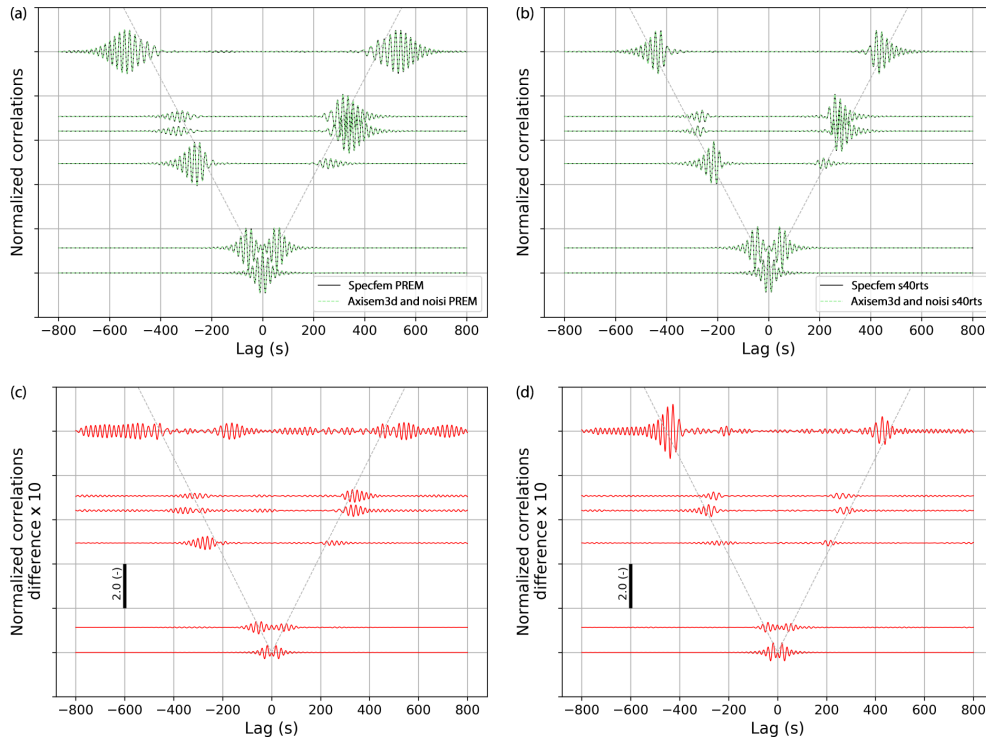 (a)
Normalized correlations
Specfem PREM
Axisem3d and noisi PREM
−800 −600 −400 −200 0 200 400 600 800
Lag (s)
(b)
Normalized correlations
Specfem s40rts
Axisem3d and noisi s40rts
−800 −600 −400 −200 0 200 400 600 800
Lag (s)
(c)
Normalized correlations
difference x 10
2.0 (-)
−800 −600 −400 −200 0 200 400 600 800
Lag (s)
(d)
Normalized correlations
difference x 10
2.0 (-)
−800 −600 −400 −200 0 200 400 600 800
Lag (s)